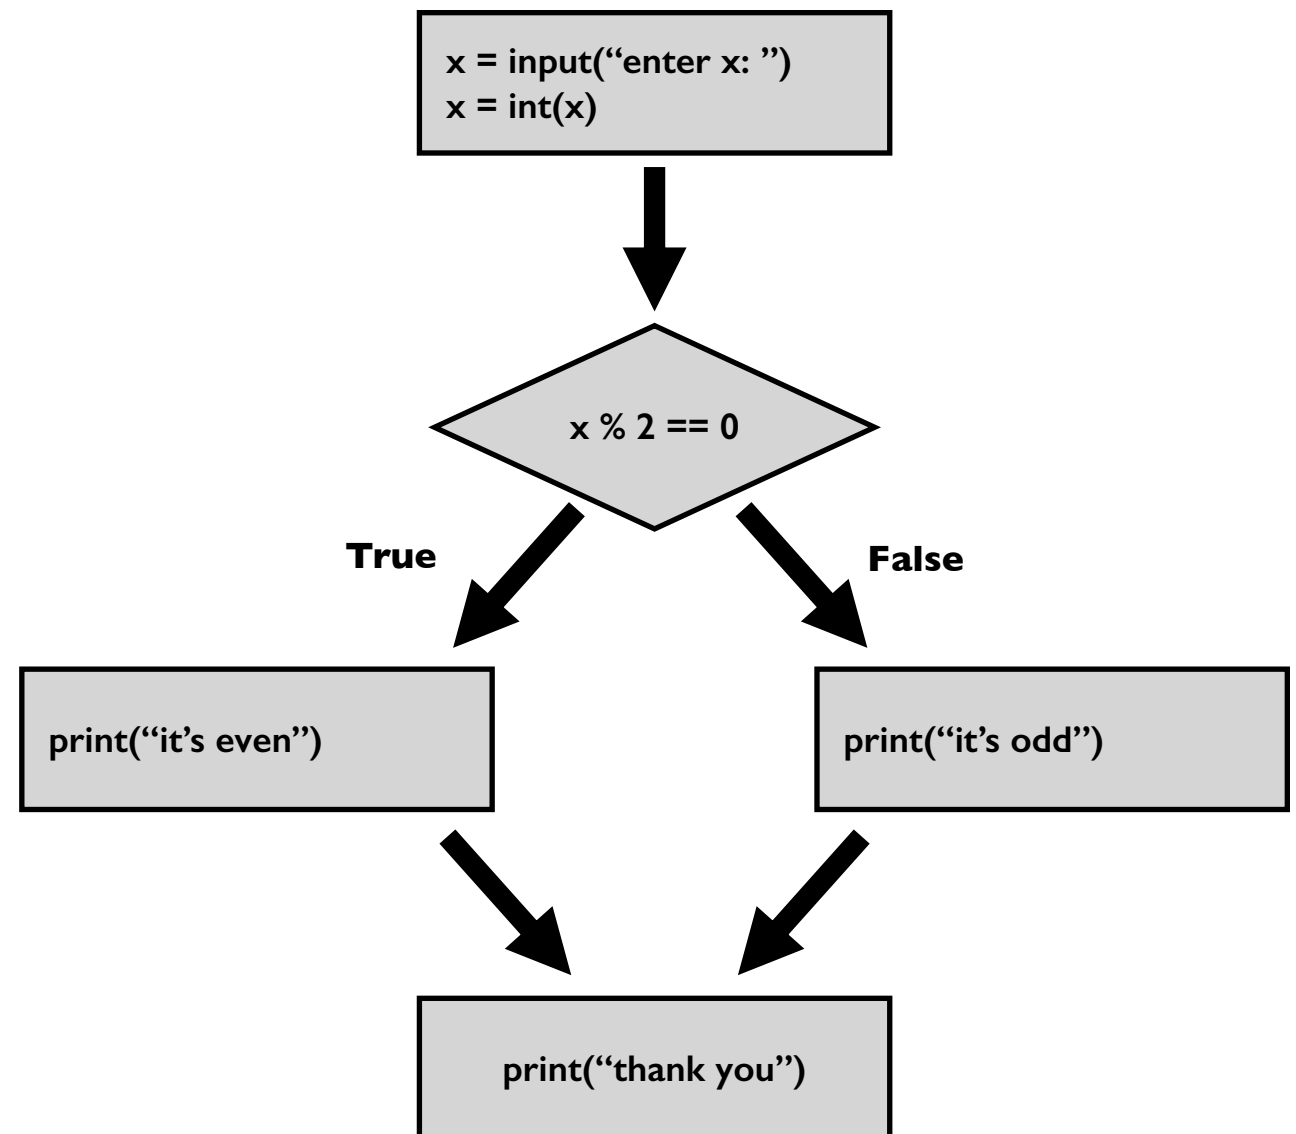 x = input(“enter x: ”)
x = int(x)
x % 2 == 0
True
False
print(“it’s even”)
print(“it’s odd”)
print(“thank you”)